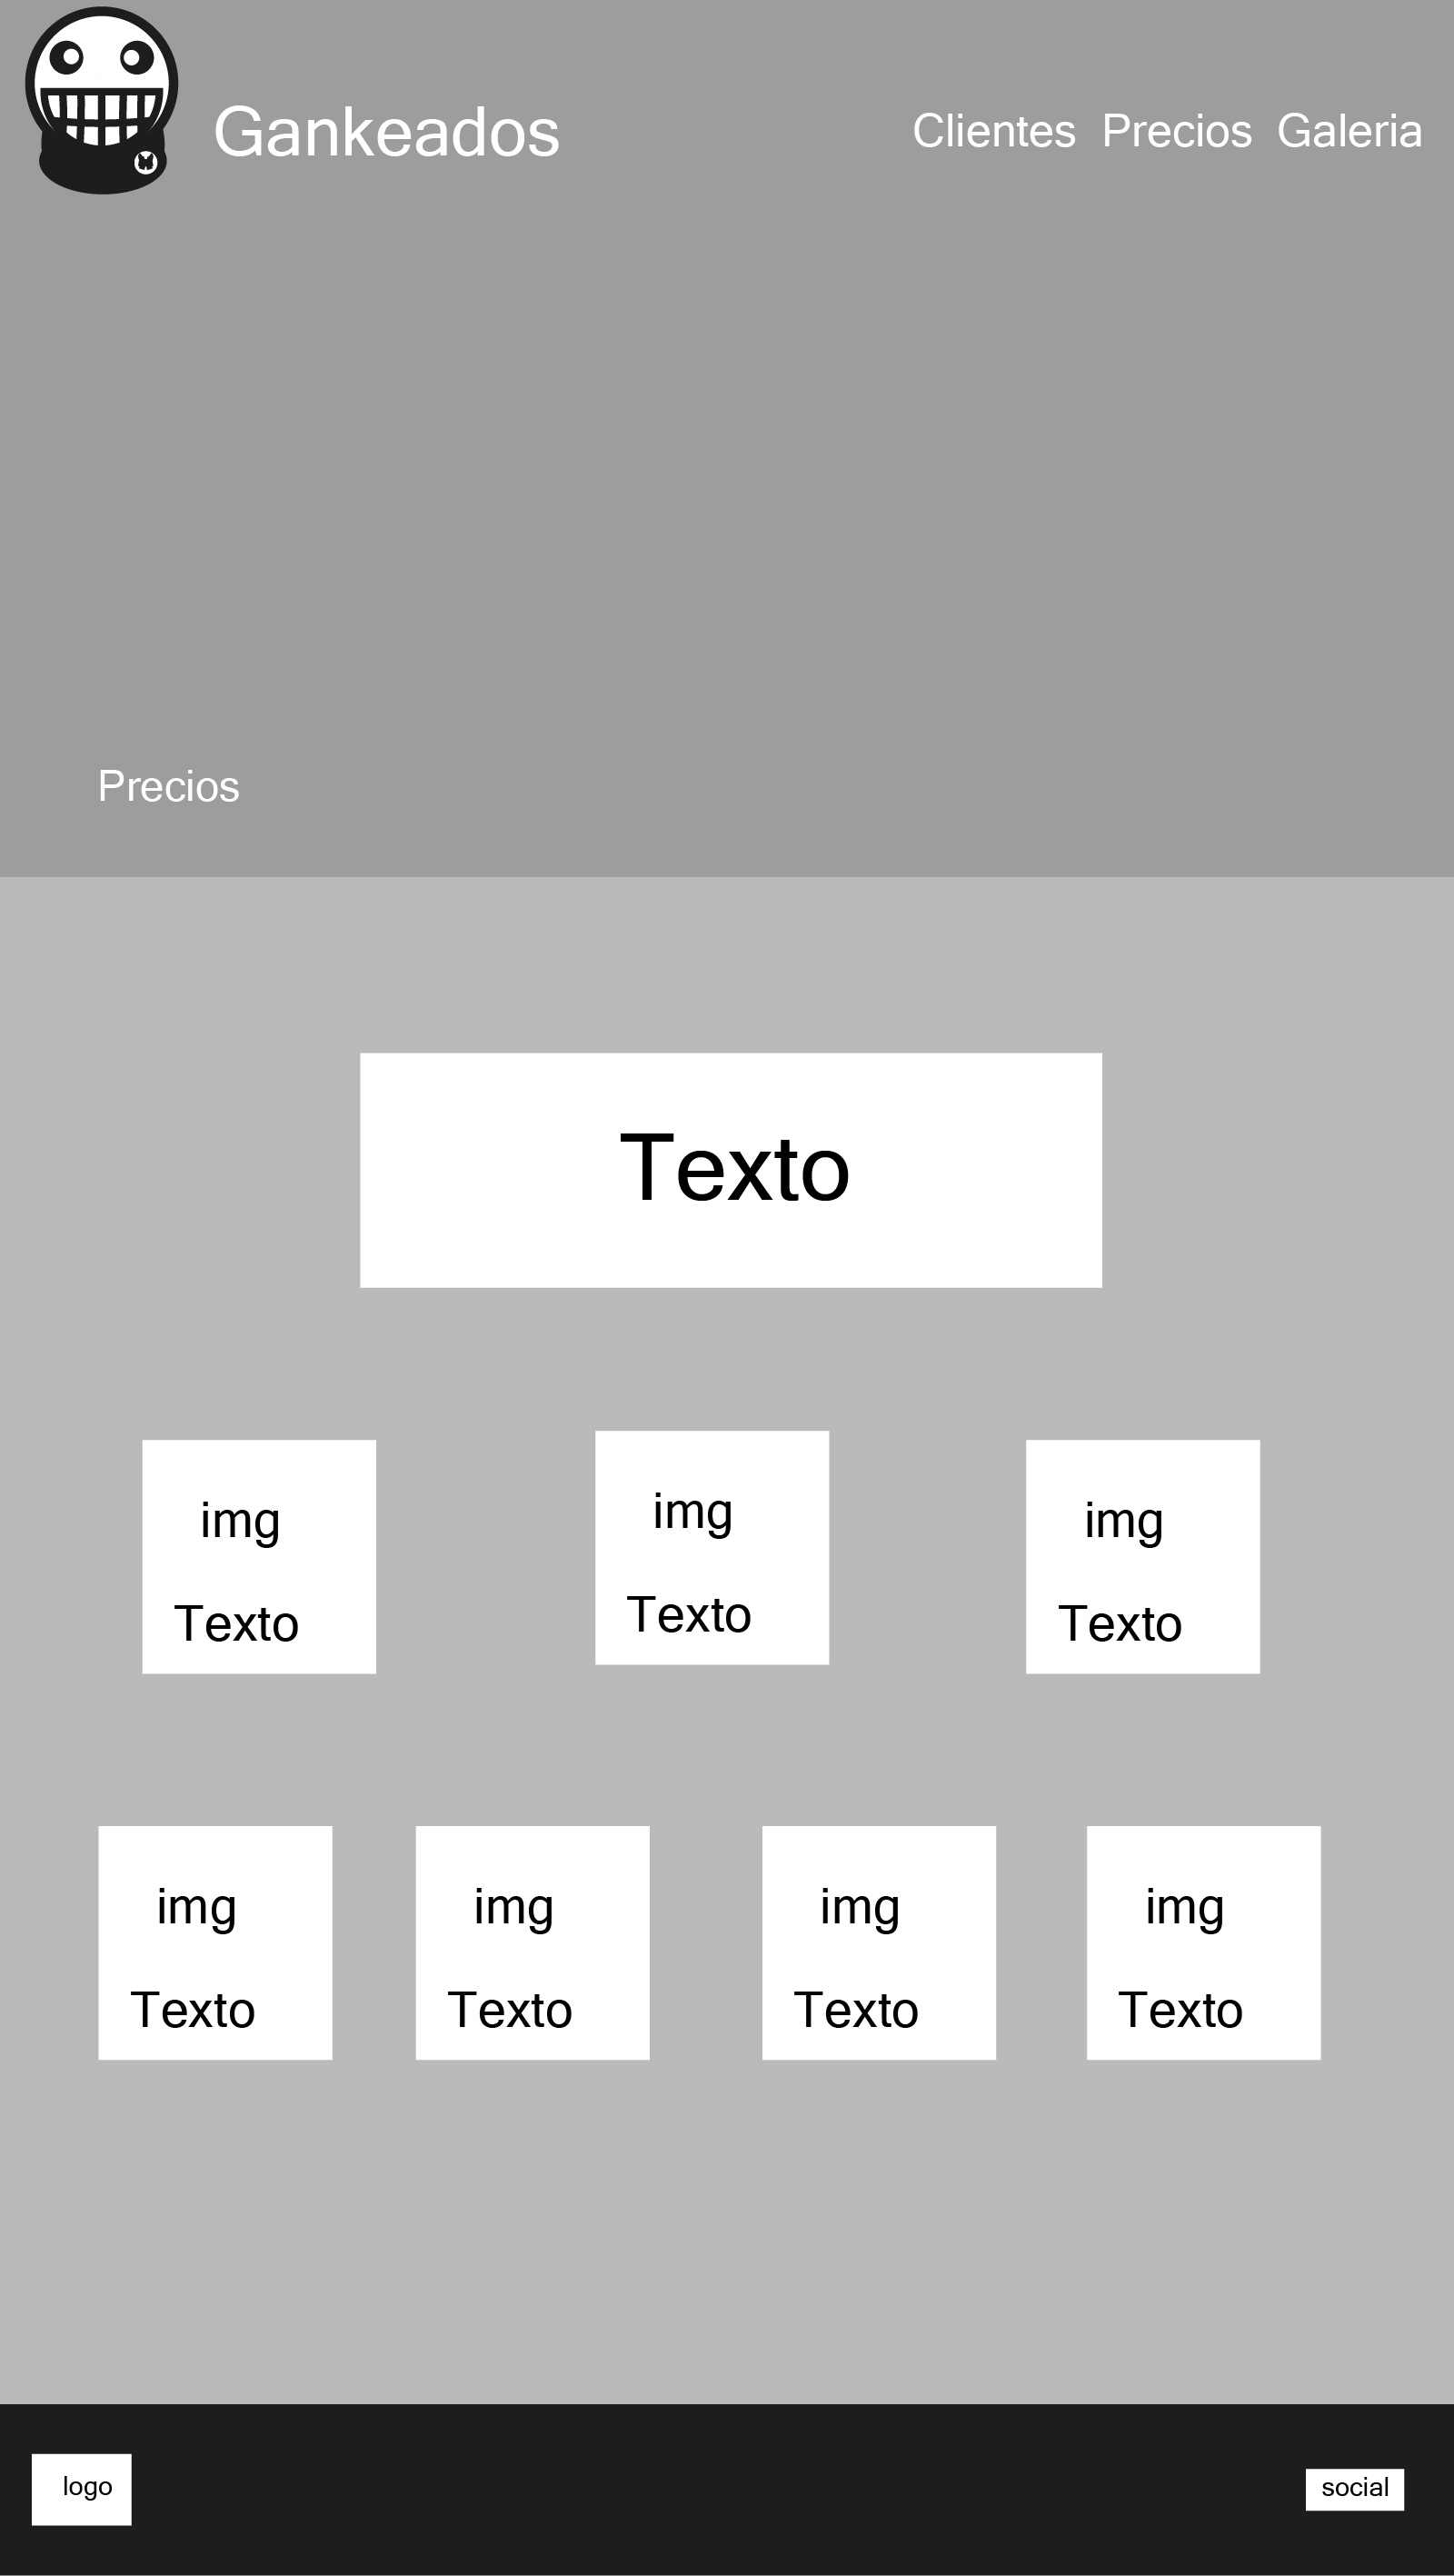 Gankeados
Clientes Precios Galeria
Precios
Texto
img
Texto
img
Texto
img
Texto
img
Texto
img
Texto
img
Texto
img
Texto
logo
social